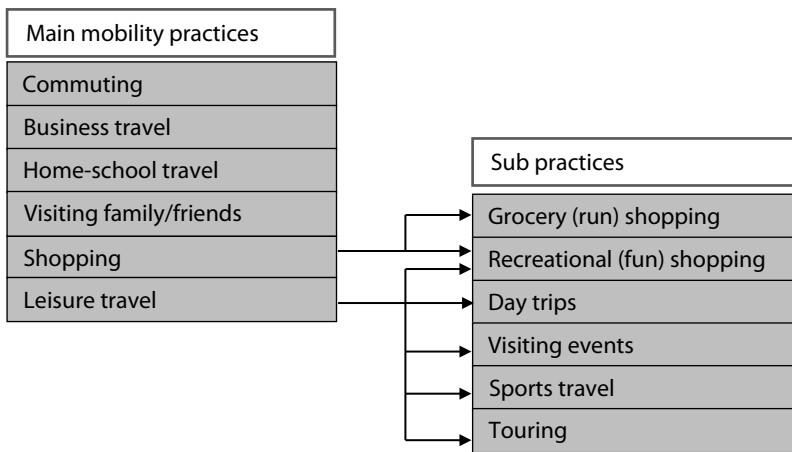 Main mobility practices
Commuting
Business travel
Home-school travel
Visiting family/friends
Shopping
Leisure travel
Sub practices
Grocery (run) shopping
Recreational (fun) shopping
Day trips
Visiting events
Sports travel
Touring